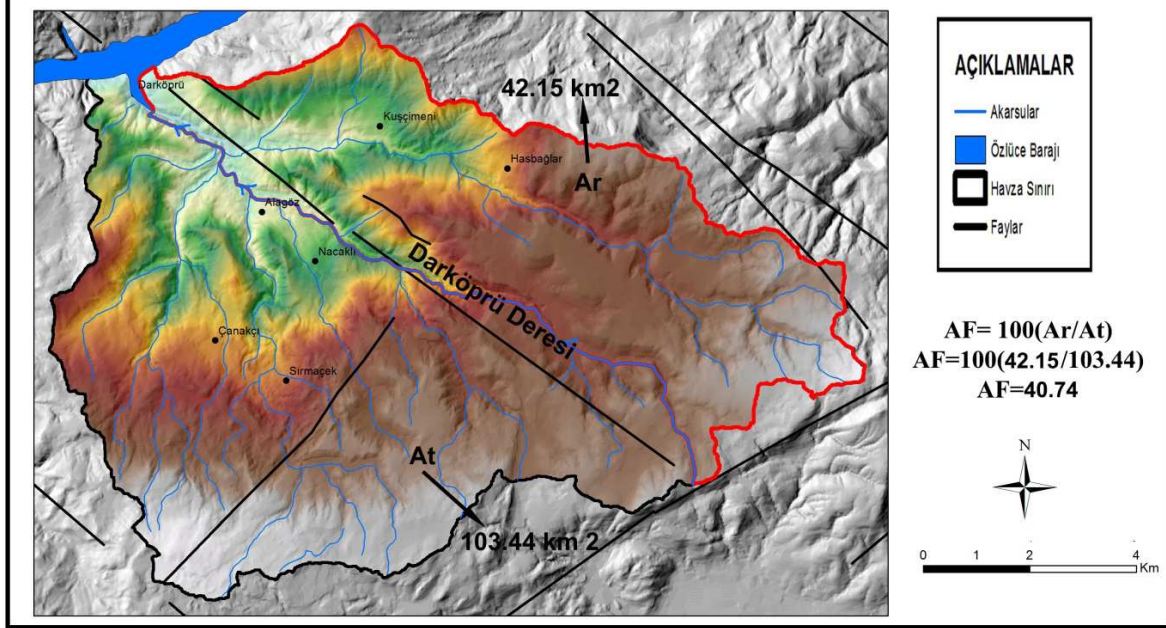 42.15 km2
Darköprü
Kuşçimeni
Hasbağlar
Ar
Alagöz
Nacaklı
Darköprü Deresi
Çanakçı
Sırmaçek
At
103.44 km 2
AÇIKLAMALAR
Akarsular
Özlüce Barajı
Havza Sınırı
Faylar
AF= 100(Ar/At)
AF=100(42.15/103.44)
AF=40.74
N
0 2 4
Km